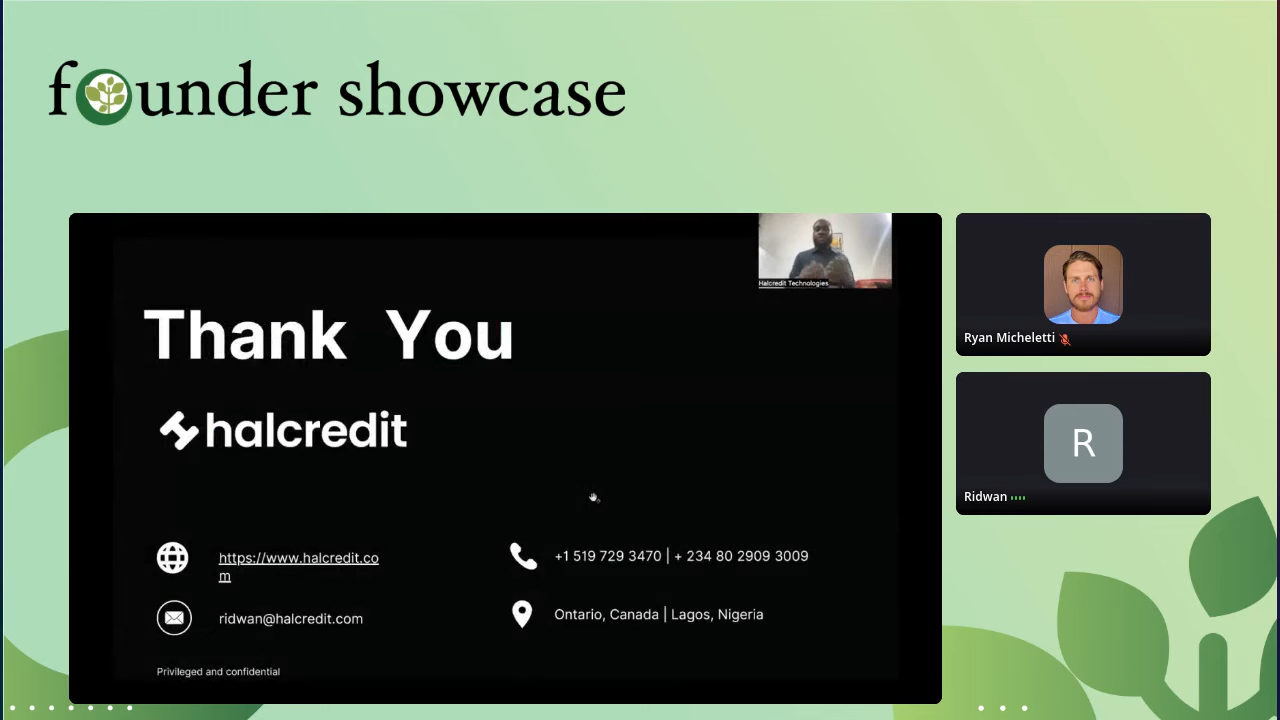 founder showcase
Halcredit Technologies
Thank You
halcredit
https://www.halcredit.co
m
+1 519 729 3470 | + 234 80 2909 3009
ridwan@halcredit.com
Ontario, Canada | Lagos, Nigeria
Privileged and confidential
Ryan Micheletti
R
Ridwan